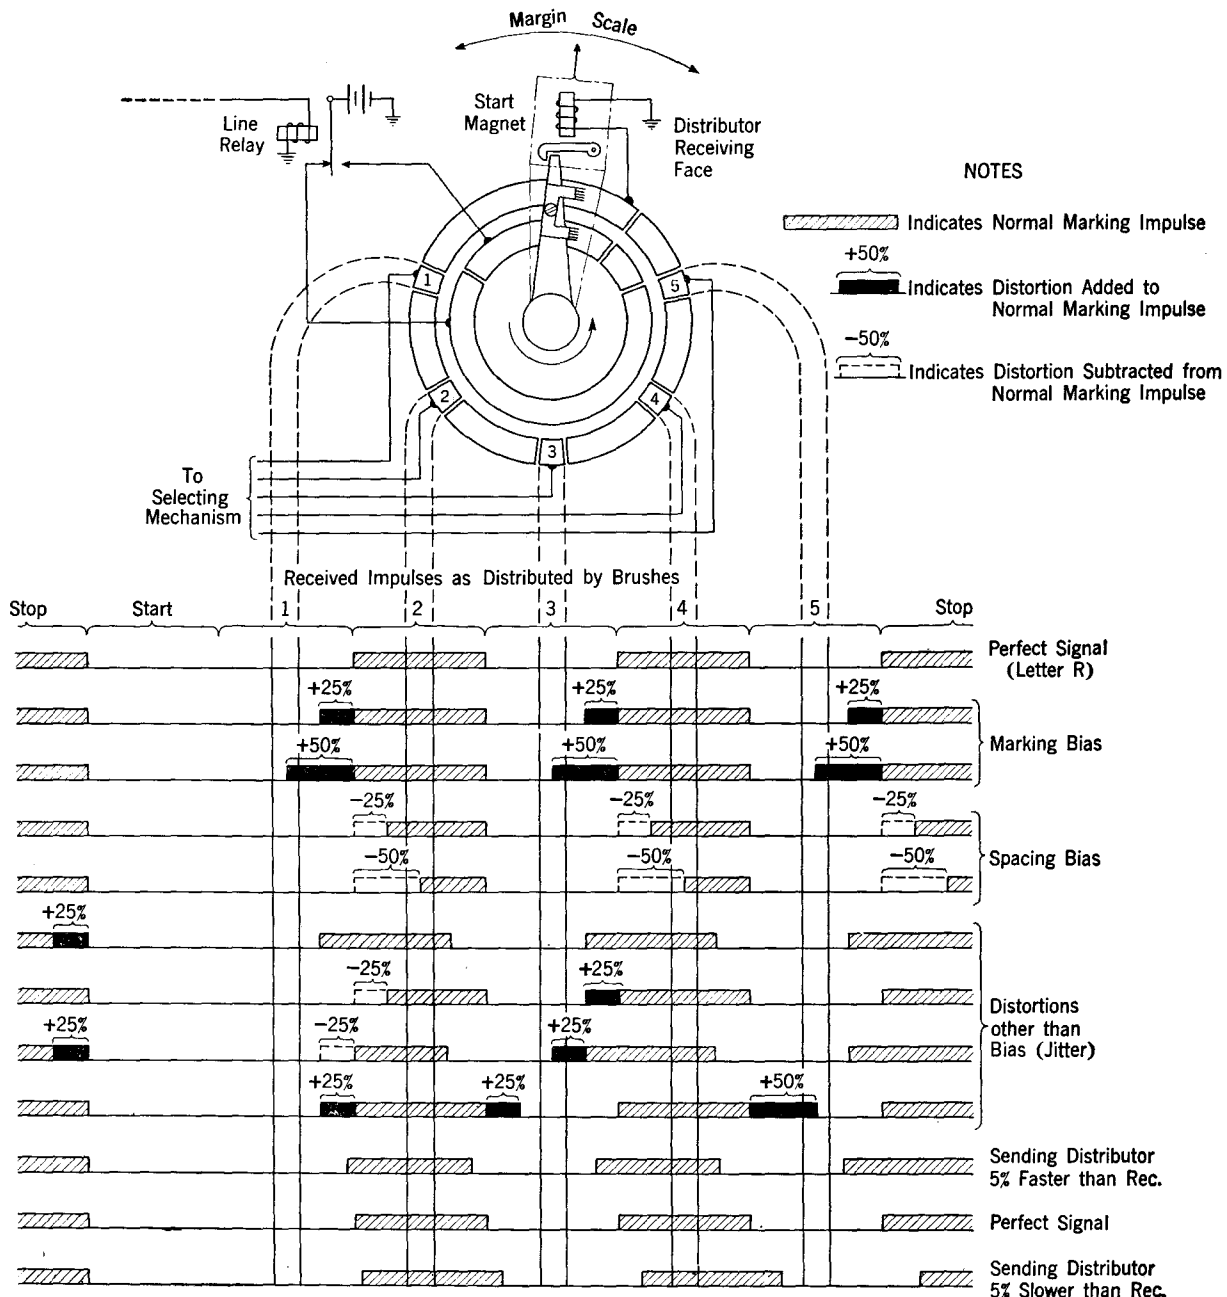 Margin Scale
Line
Relay
Start
Magnet
Distributor
Receiving
Face
NOTES
Indicates Normal Marking Impulse
+50%
Indicates Distortion Added to
Normal Marking Impulse
−50%
Indicates Distortion Subtracted from
Normal Marking Impulse
1
5
2
4
3
To
Selecting
Mechanism
Received Impulses as Distributed by Brushes
Stop Start 1 2 3 4 5 Stop
Perfect Signal
(Letter R)
+25% +25% +25%
Marking Bias
+50% +50% +50%
−25% −25% −25%
Spacing Bias
−50% −50% −50%
+25%
−25% +25%
Distortions
other than
Bias (Jitter)
+25% −25% +25%
+25% +25% +50%
Sending Distributor
5% Faster than Rec.
Perfect Signal
Sending Distributor
5% Slower than Rec.